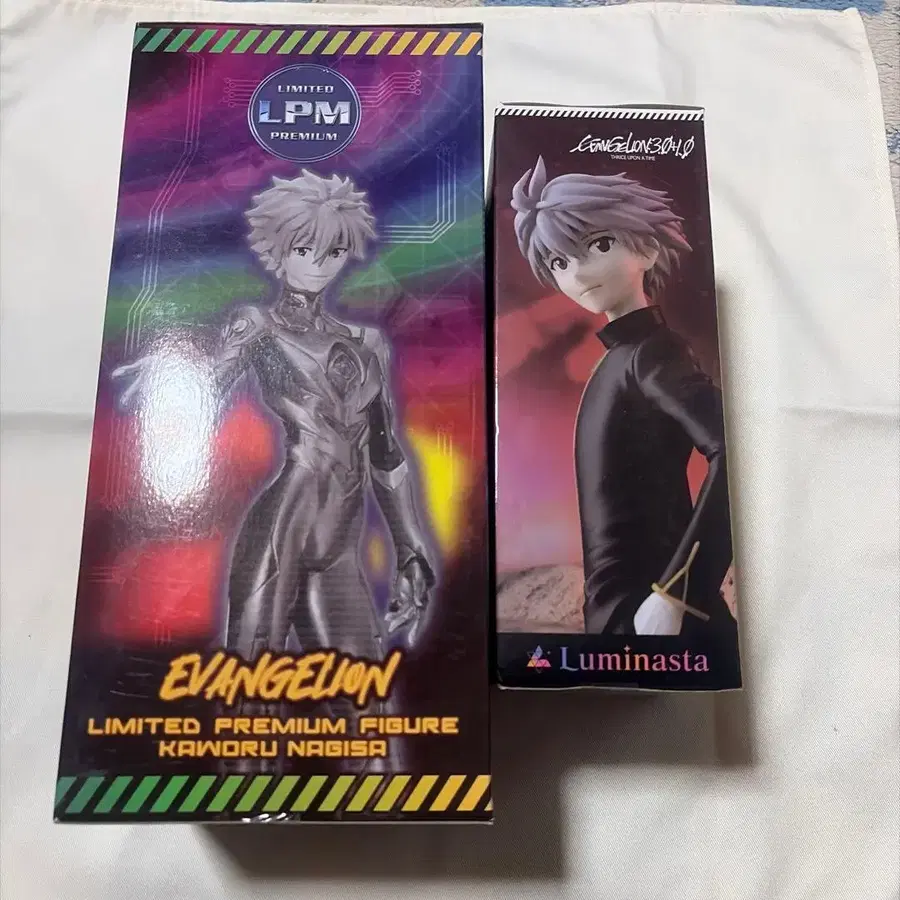 LIMITED
LPM
PREMIUM
EVANGELION
LIMITED PREMIUM FIGURE
KAWORU NAGISA
EVANGELION:3.0+1.0
THRICE UPON A TIME
Luminasta